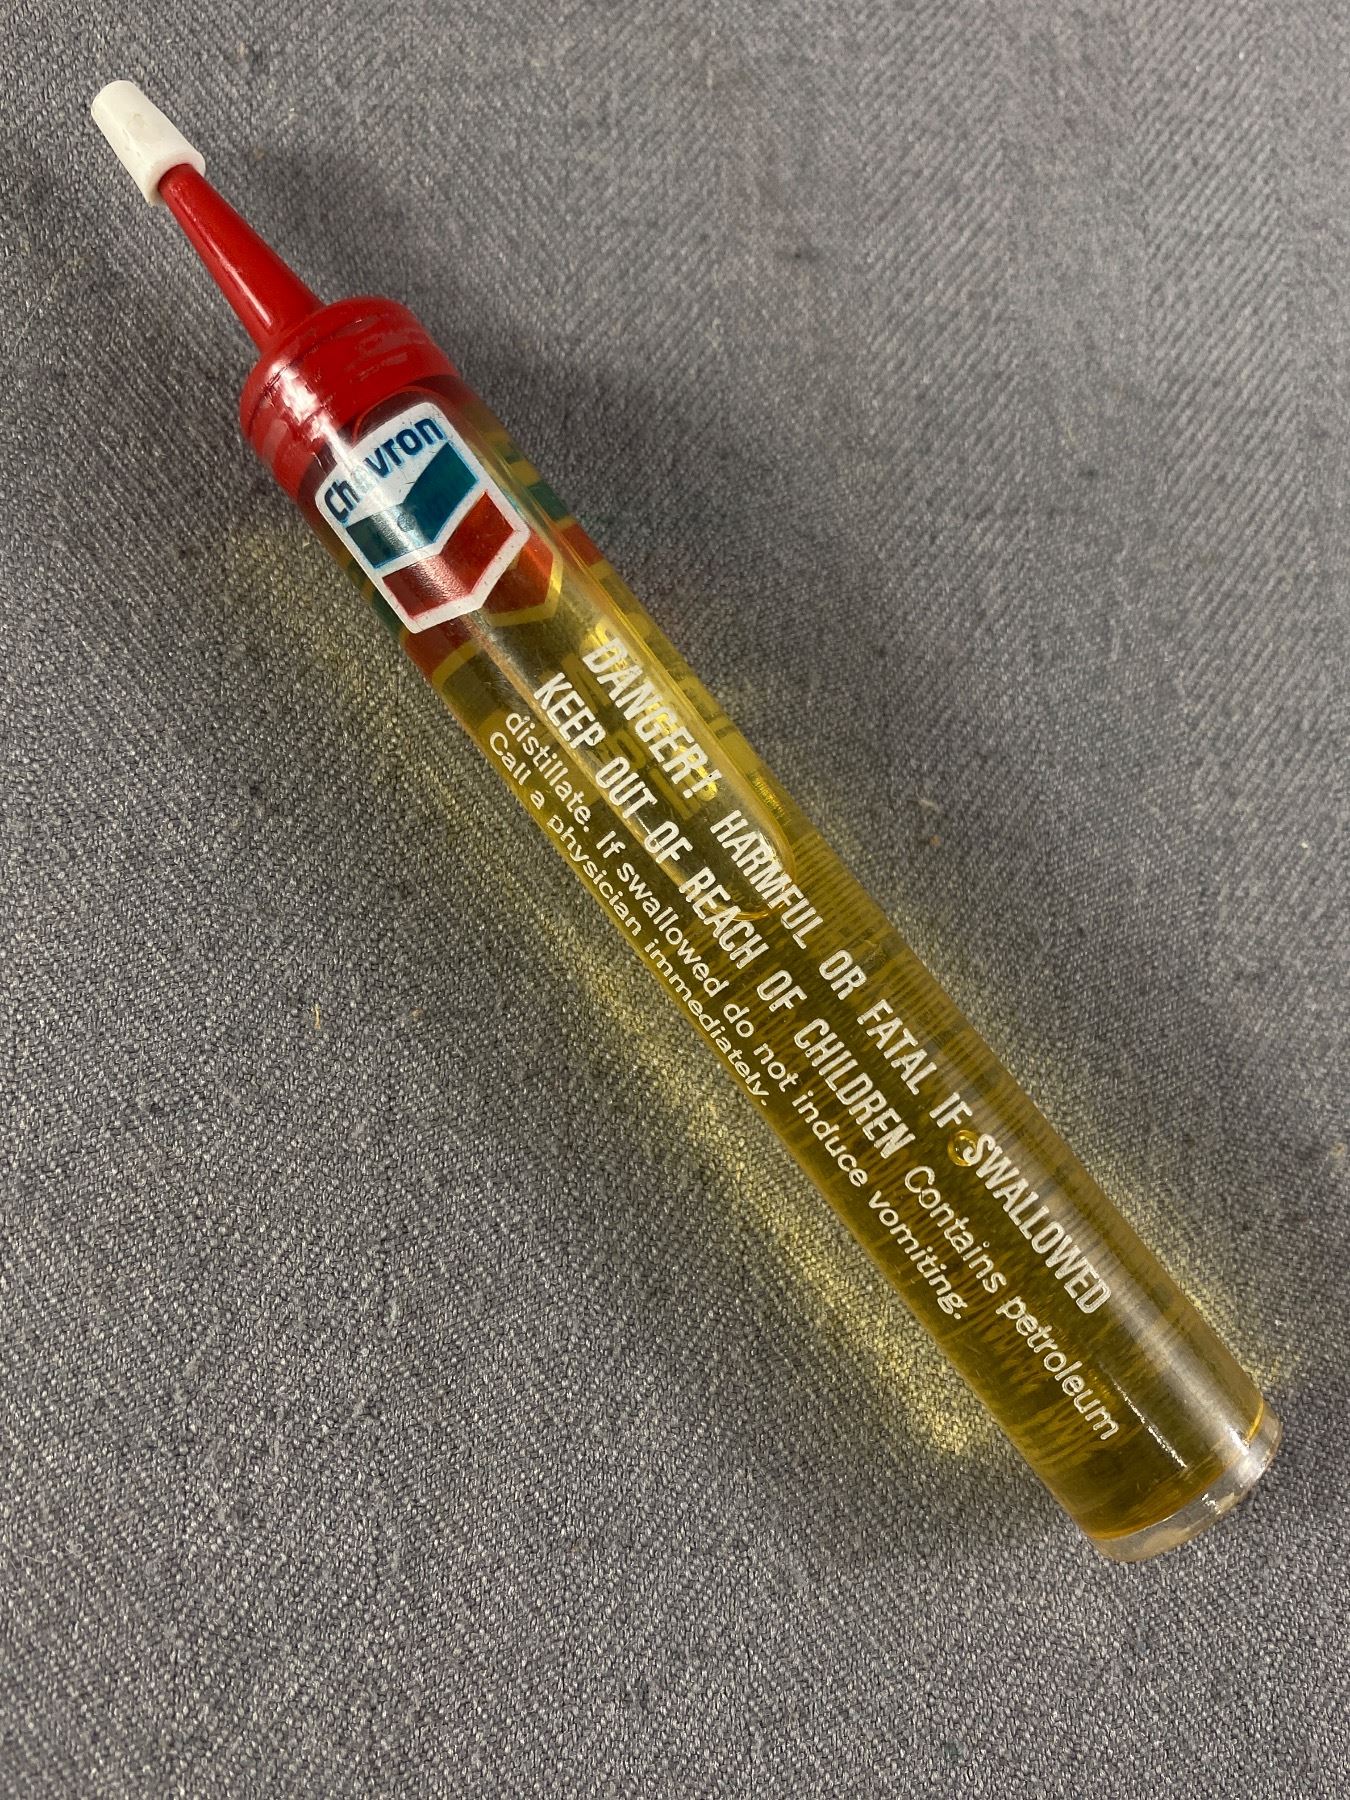 Chevron
DANGER! HARMFUL OR FATAL IF SWALLOWED
KEEP OUT OF REACH OF CHILDREN Contains petroleum
distillate. If swallowed do not induce vomiting.
Call a physician immediately.